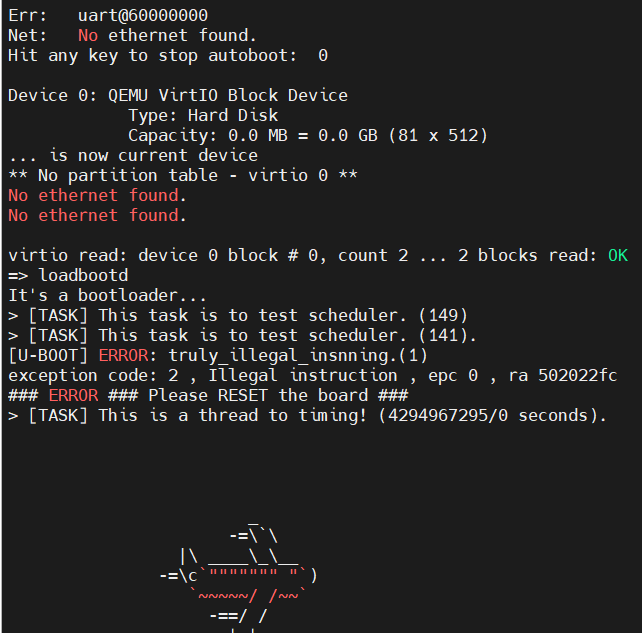 Err:   uart@60000000
Net:   No ethernet found.
Hit any key to stop autoboot:  0
Device 0: QEMU VirtIO Block Device
            Type: Hard Disk
            Capacity: 0.0 MB = 0.0 GB (81 x 512)
... is now current device
** No partition table - virtio 0 **
No ethernet found.
No ethernet found.
virtio read: device 0 block # 0, count 2 ... 2 blocks read: OK
=> loadbootd
It's a bootloader...
> [TASK] This task is to test scheduler. (149)
> [TASK] This task is to test scheduler. (141).
[U-BOOT] ERROR: truly_illegal_insnning.(1)
exception code: 2 , Illegal instruction , epc 0 , ra 502022fc
### ERROR ### Please RESET the board ###
> [TASK] This is a thread to timing! (4294967295/0 seconds).
                        _
                      -=\`\
                 |\ ____\_\__
               -=\c`""""""" "`)
                  `~~~~~/ /~~`
                    -==/ /